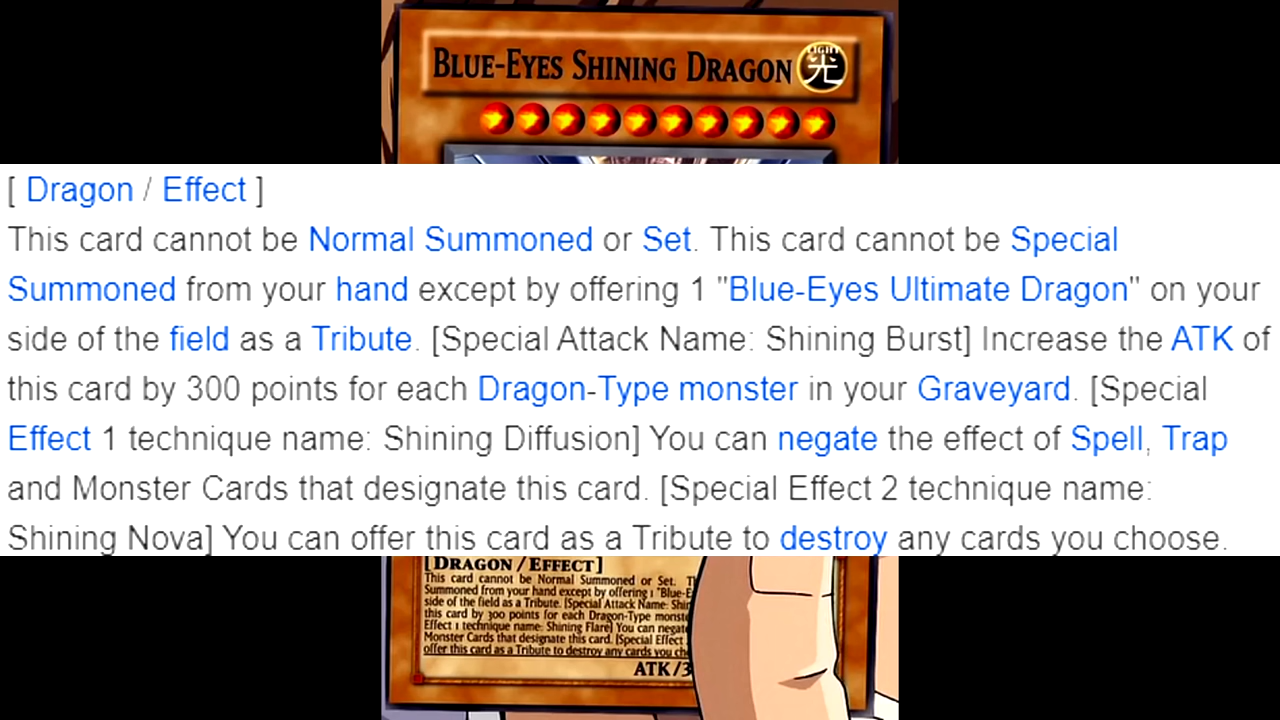 BLUE-EYES SHINING DRAGON
LIGHT
光
[ Dragon / Effect ]
This card cannot be Normal Summoned or Set. This card cannot be Special
Summoned from your hand except by offering 1 "Blue-Eyes Ultimate Dragon" on your
side of the field as a Tribute. [Special Attack Name: Shining Burst] Increase the ATK of
this card by 300 points for each Dragon-Type monster in your Graveyard. [Special
Effect 1 technique name: Shining Diffusion] You can negate the effect of Spell, Trap
and Monster Cards that designate this card. [Special Effect 2 technique name:
Shining Nova] You can offer this card as a Tribute to destroy any cards you choose.
[DRAGON / EFFECT]
This card cannot be Normal Summoned or Set. T
Summoned from your hand except by offering 1 "Blue-E
side of the field as a Tribute. [Special Attack Name: Shin
this card by 300 points for each Dragon-Type monste
Effect 1 technique name: Shining Flare] You can negat
Monster Cards that designate this card. [Special Effect
offer this card as a Tribute to destroy any cards you ch
ATK/3